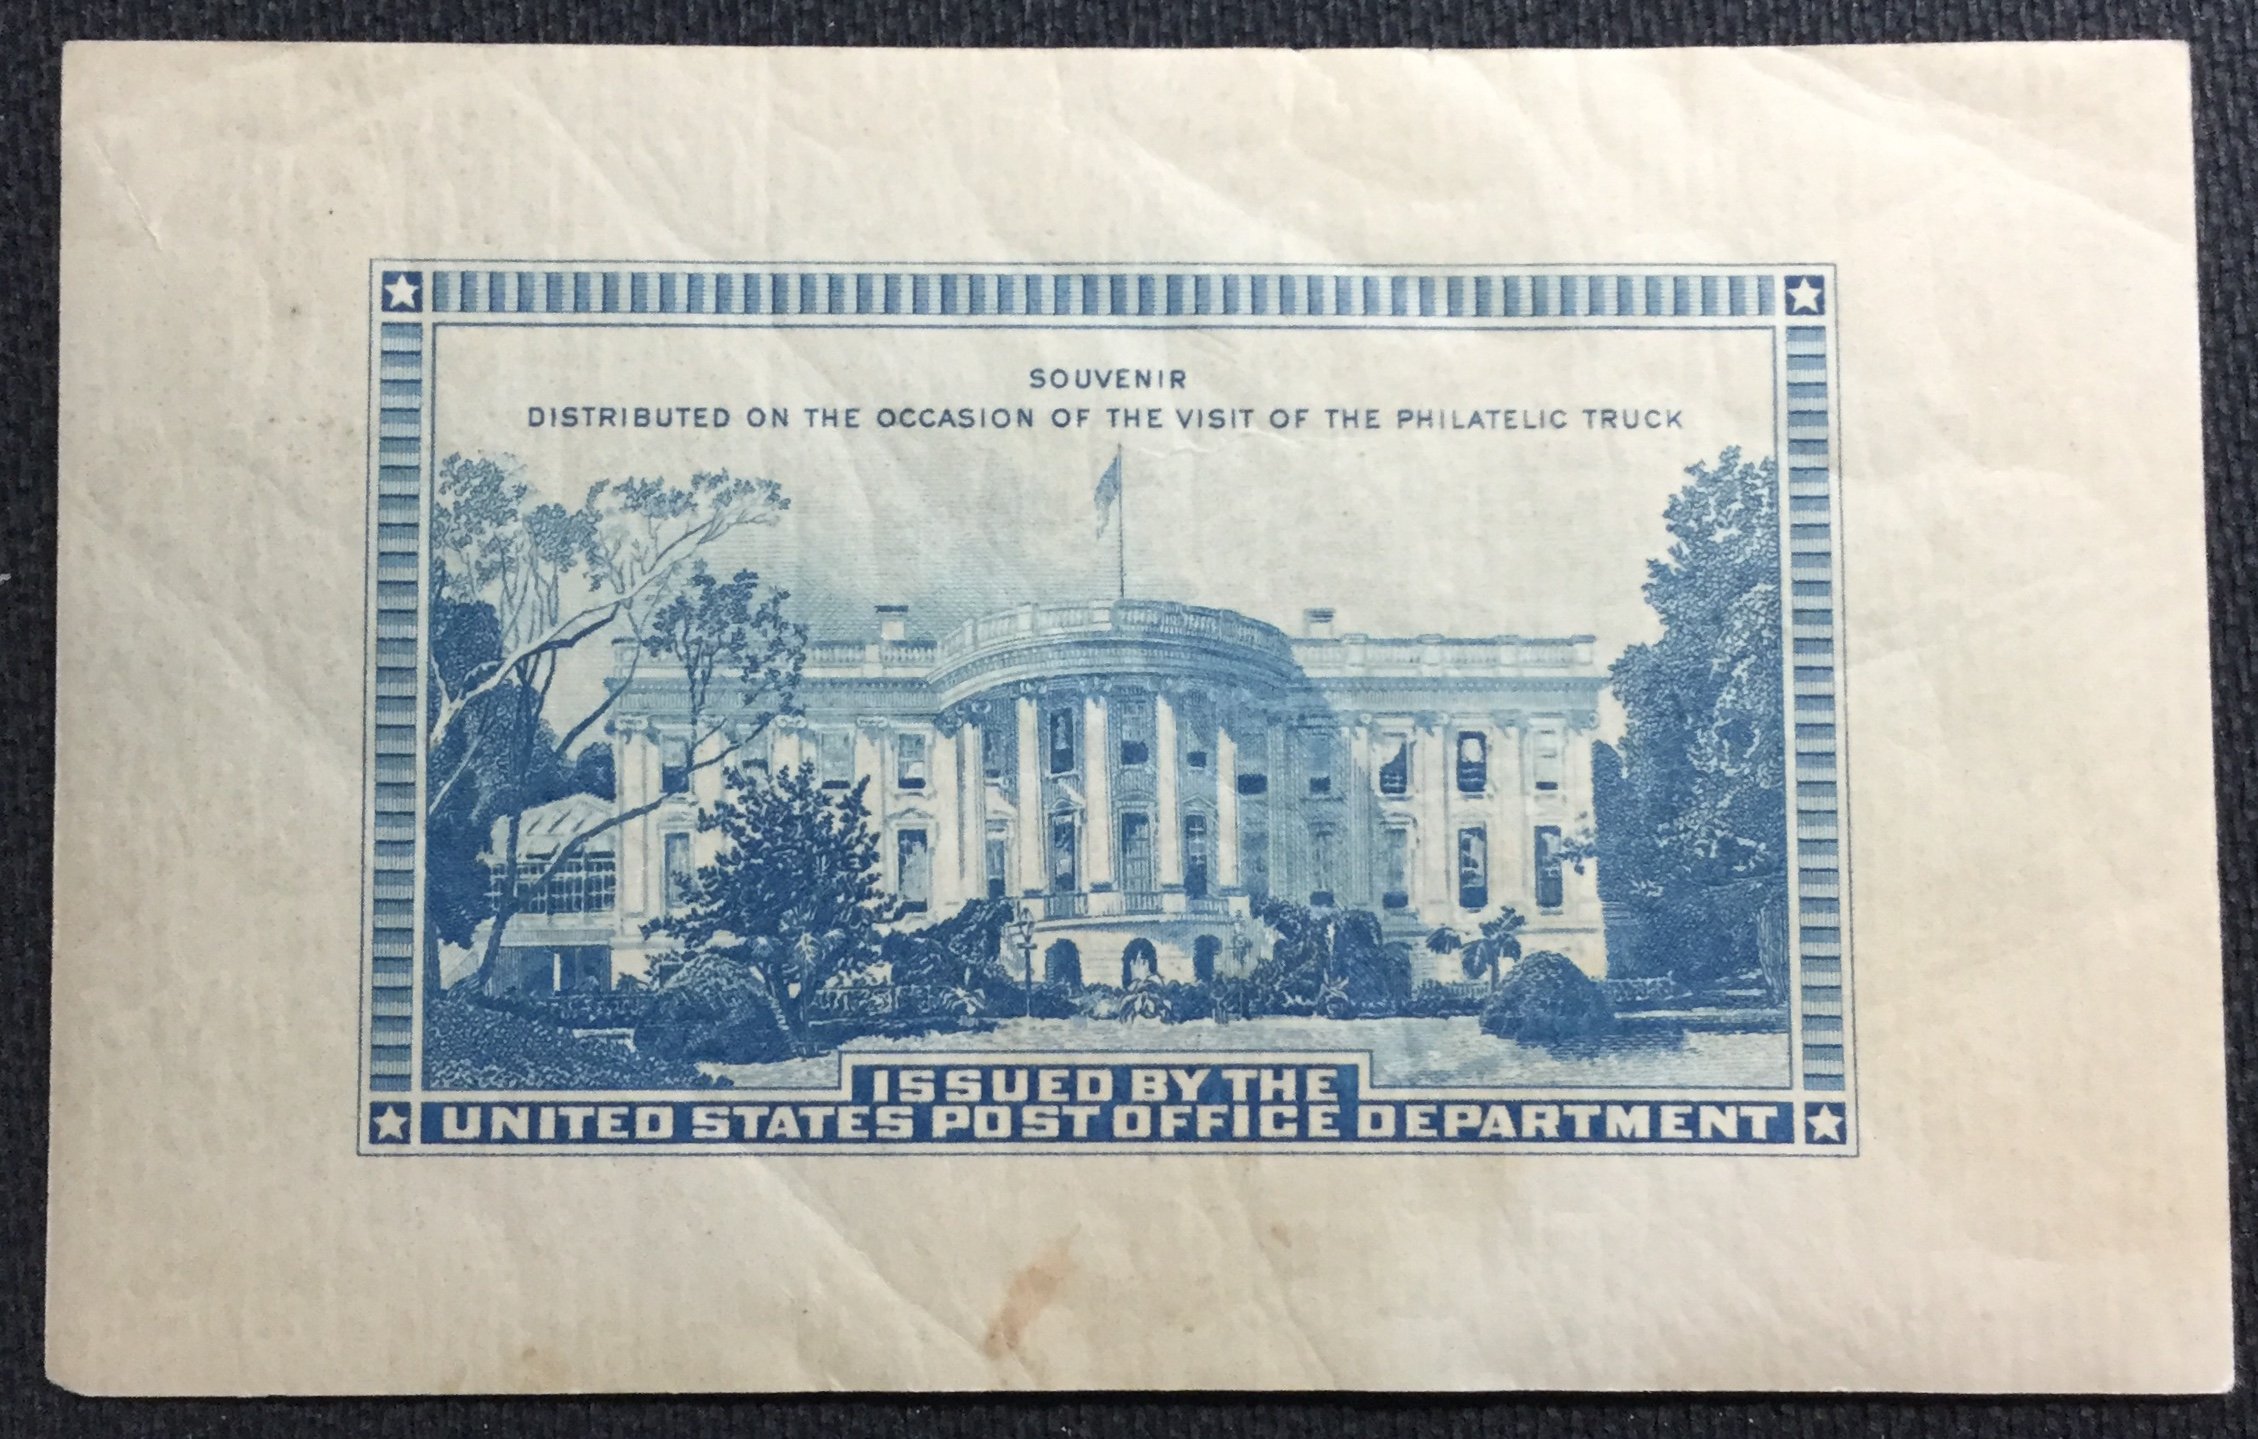 SOUVENIR
DISTRIBUTED ON THE OCCASION OF THE VISIT OF THE PHILATELIC TRUCK
ISSUED BY THE
UNITED STATES POST OFFICE DEPARTMENT